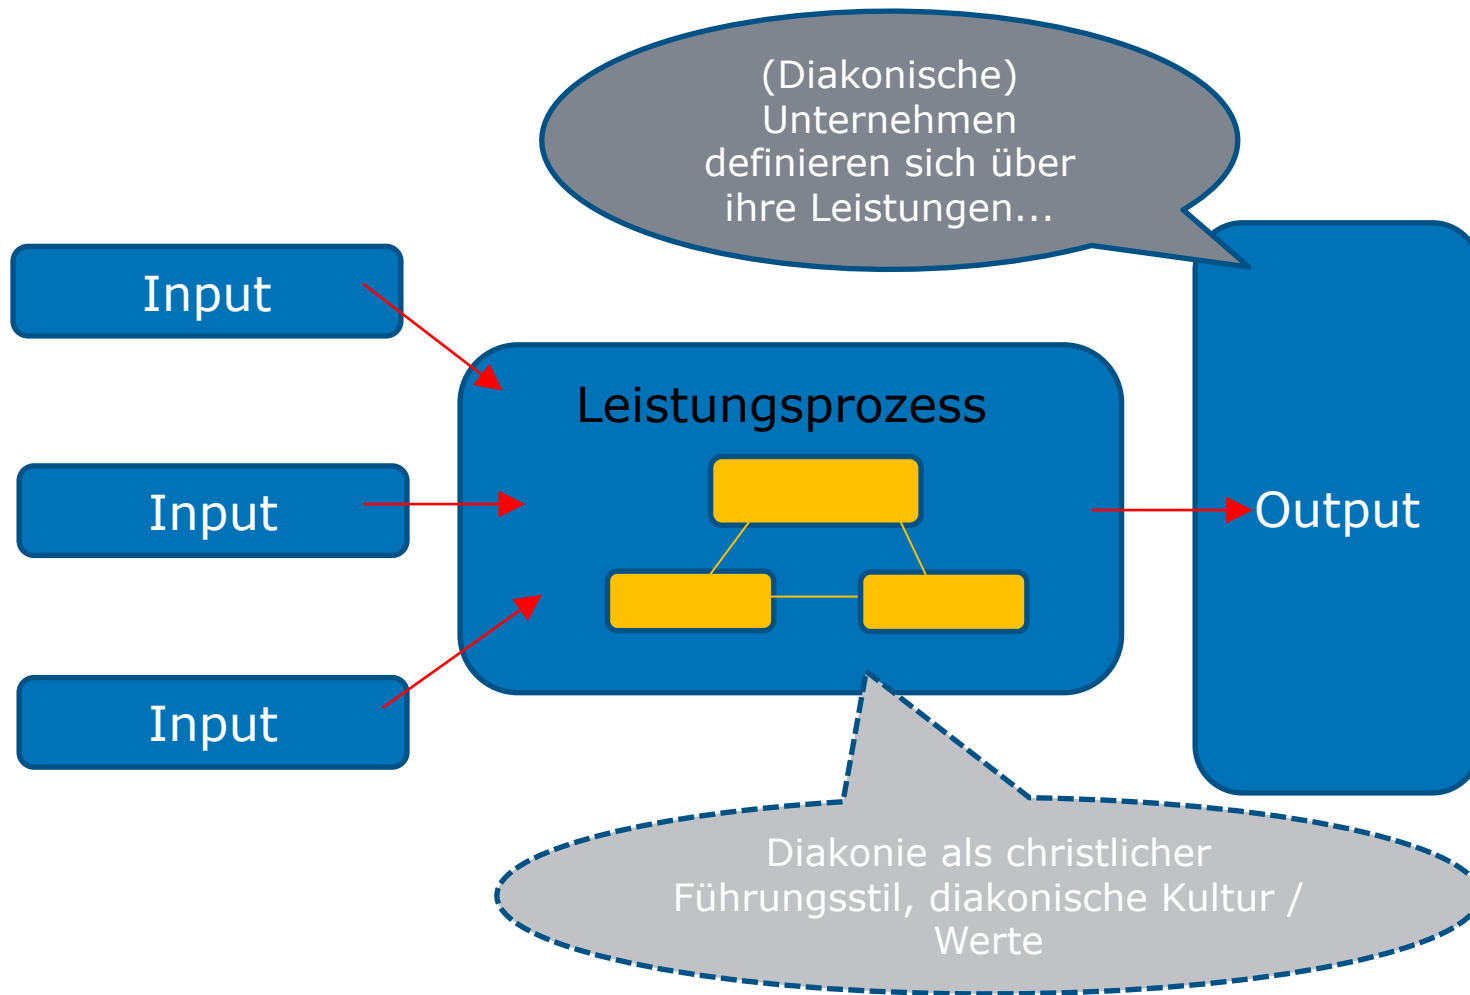 (Diakonische)
Unternehmen
definieren sich über
ihre Leistungen...
Input
Leistungsprozess
Input
Output
Input
Diakonie als christlicher
Führungsstil, diakonische Kultur /
Werte